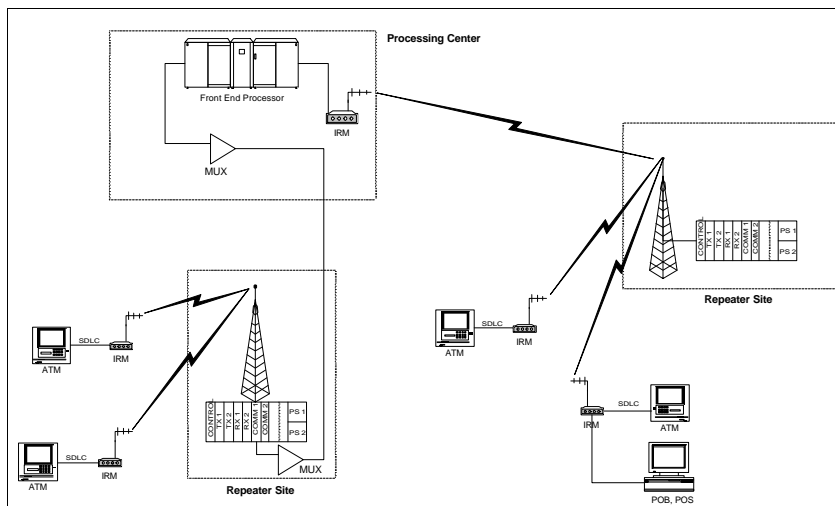 Processing Center
Front End Processor
IRM
MUX
CONTROL
TX 1
TX 2
RX 1
RX 2
COMM 1
COMM 2
PS 1
PS 2
Repeater Site
SDLC
ATM
IRM
SDLC
ATM
IRM
CONTROL
TX 1
TX 2
RX 1
RX 2
COMM 1
COMM 2
PS 1
PS 2
MUX
SDLC
ATM
IRM
Repeater Site
SDLC
IRM
ATM
POB, POS